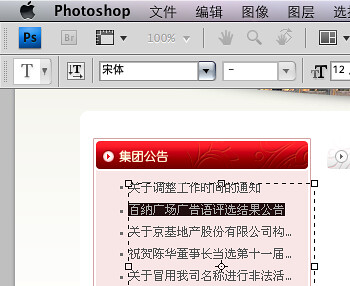 Photoshop 文件 编辑 图像 图层 选
Ps Br 100%
T T 宋体 - TT 12
集团公告
关于调整工作时间的通知
百纳广场广告语评选结果公告
关于京基地产股份有限公司构...
祝贺陈华董事长当选第十一届...
关于冒用我司名称进行非法活...